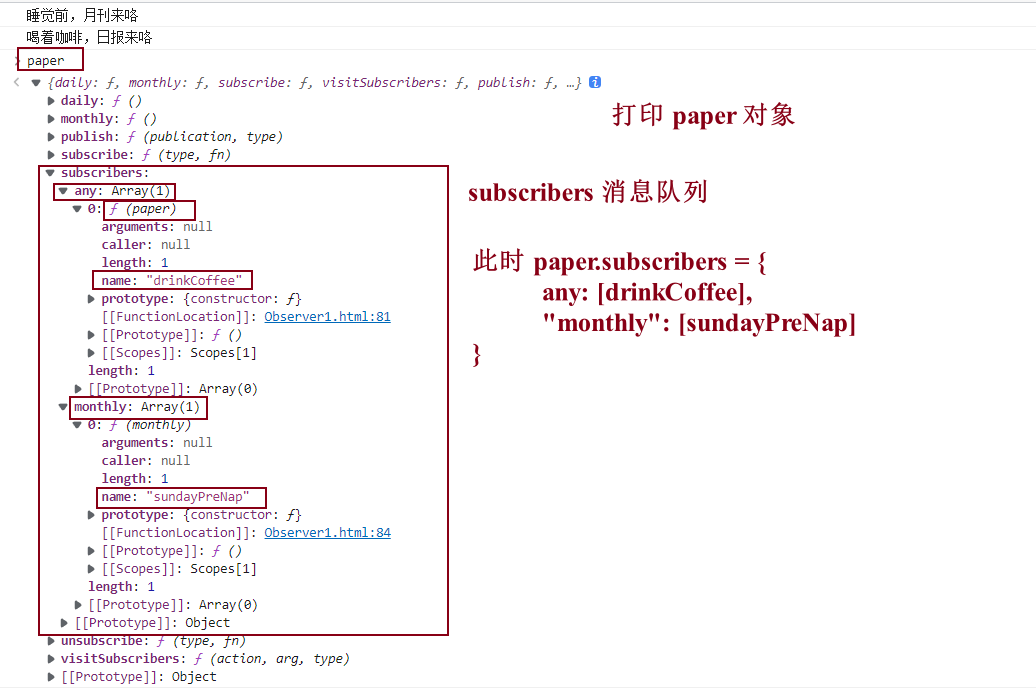 睡觉前，月刊来咯
喝着咖啡，日报来咯
paper
{daily: ƒ, monthly: ƒ, subscribe: ƒ, visitSubscribers: ƒ, publish: ƒ, …} i
daily: ƒ ()
monthly: ƒ ()
publish: ƒ (publication, type)
subscribe: ƒ (type, fn)
打印 paper 对象
subscribers:
any: Array(1)
subscribers 消息队列
0: ƒ (paper)
arguments: null
caller: null
length: 1
name: "drinkCoffee"
prototype: {constructor: ƒ}
[[FunctionLocation]]: Observer1.html:81
[[Prototype]]: ƒ ()
[[Scopes]]: Scopes[1]
length: 1
[[Prototype]]: Array(0)
此时 paper.subscribers = {
any: [drinkCoffee],
"monthly": [sundayPreNap]
}
monthly: Array(1)
0: ƒ (monthly)
arguments: null
caller: null
length: 1
name: "sundayPreNap"
prototype: {constructor: ƒ}
[[FunctionLocation]]: Observer1.html:84
[[Prototype]]: ƒ ()
[[Scopes]]: Scopes[1]
length: 1
[[Prototype]]: Array(0)
[[Prototype]]: Object
unsubscribe: ƒ (type, fn)
visitSubscribers: ƒ (action, arg, type)
[[Prototype]]: Object